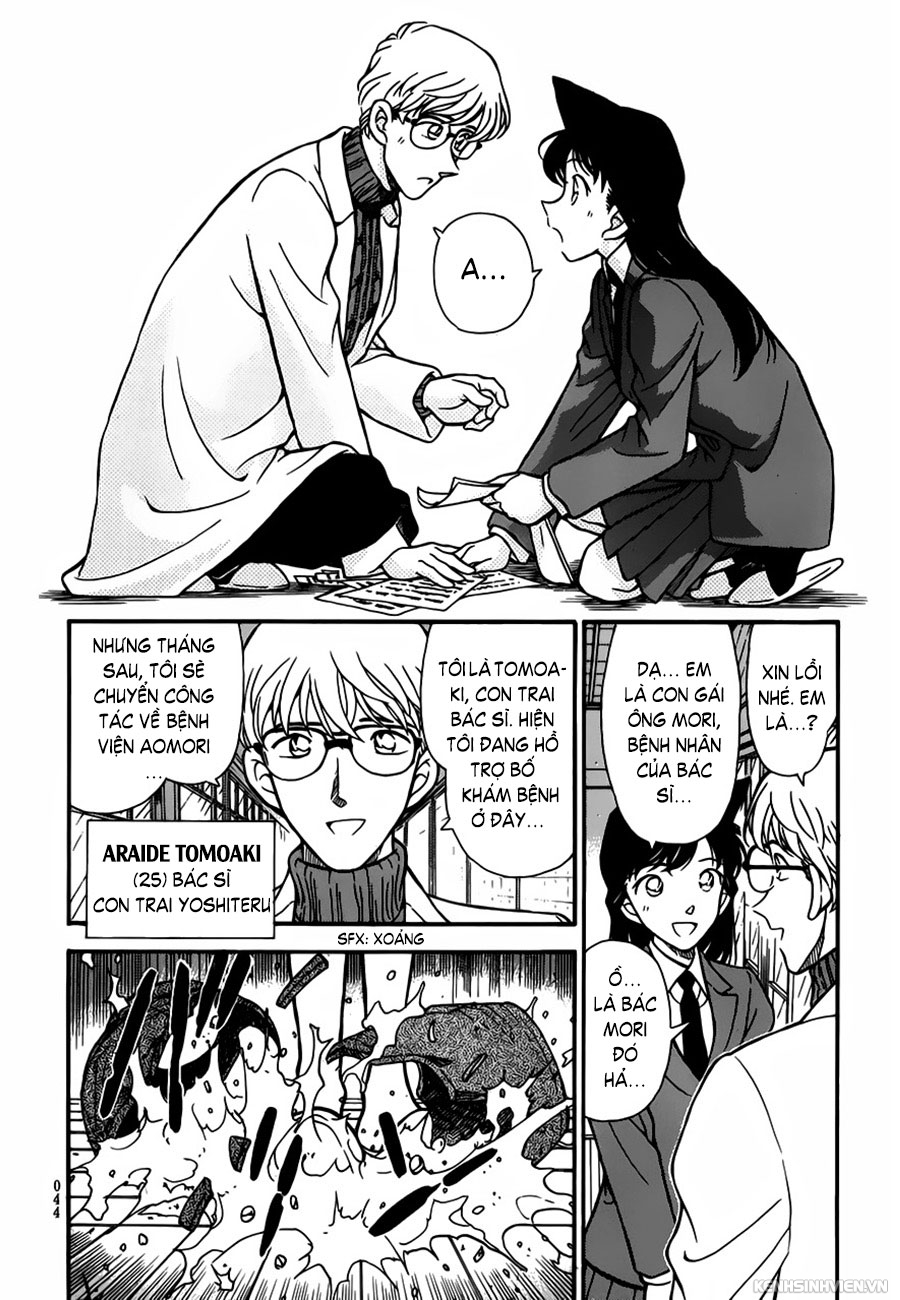 A...
XIN LỖI
NHÉ. EM
LÀ...?
DẠ... EM
LÀ CON GÁI
ÔNG MORI,
BỆNH NHÂN
CỦA BÁC
SĨ...
Ồ...
LÀ BÁC
MORI
ĐÓ
HẢ...
TÔI LÀ TOMOA-
KI, CON TRAI
BÁC SĨ. HIỆN
TÔI ĐANG HỖ
TRỢ BỐ
KHÁM BỆNH
Ở ĐÂY...
NHƯNG THÁNG
SAU, TÔI SẼ
CHUYỂN CÔNG
TÁC VỀ BỆNH
VIỆN AOMORI
...
ARAIDE TOMOAKI
(25) BÁC SĨ
CON TRAI YOSHITERU
SFX: XOẢNG
044
KENHSINHVIEN.VN